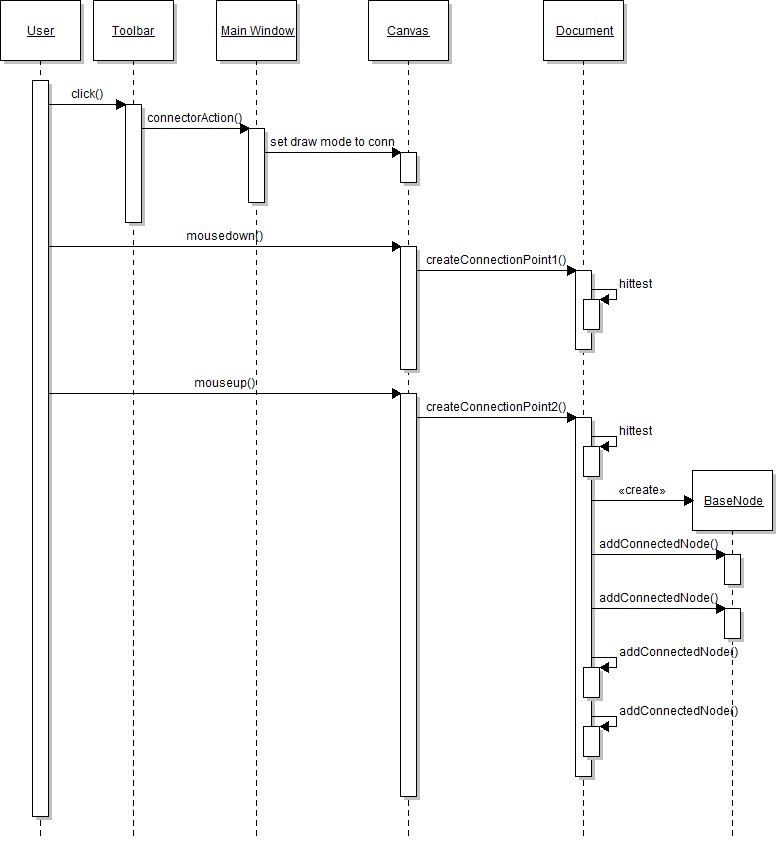 User
Toolbar
Main Window
Canvas
Document
click()
connectorAction()
set draw mode to conn
mousedown()
createConnectionPoint1()
hittest
mouseup()
createConnectionPoint2()
hittest
«create»
BaseNode
addConnectedNode()
addConnectedNode()
addConnectedNode()
addConnectedNode()